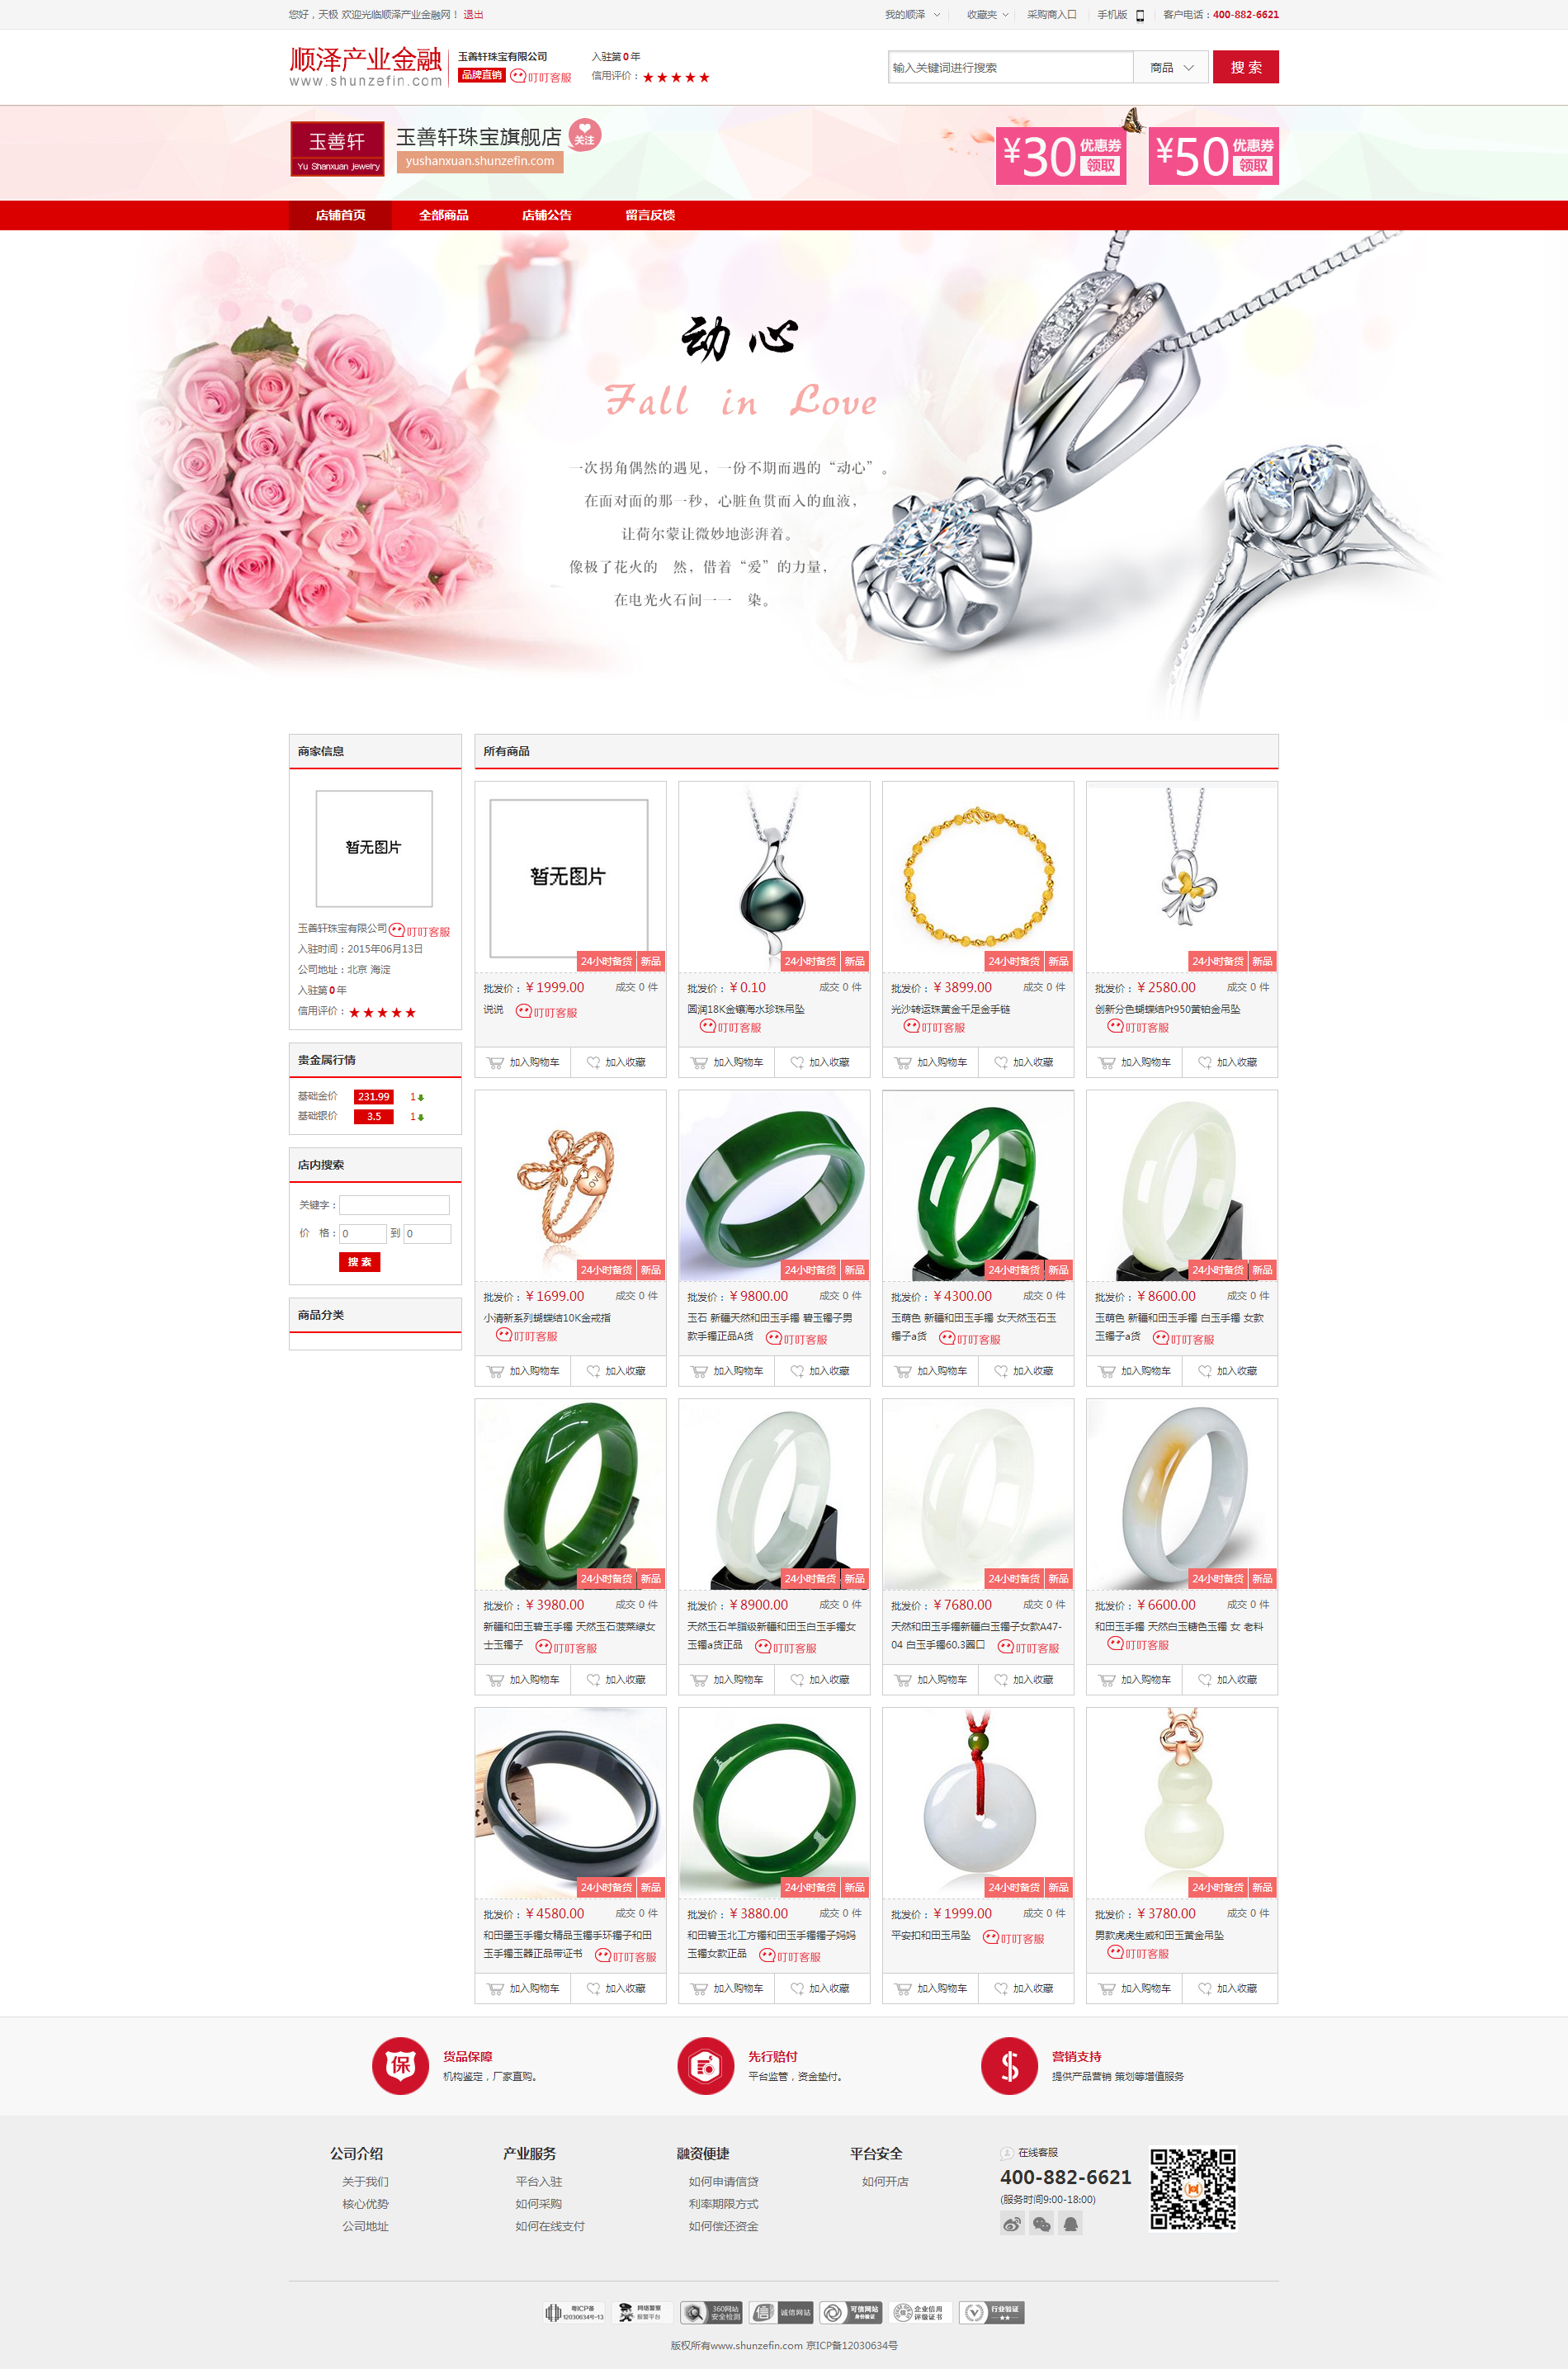 您好，天极 欢迎光临顺泽产业金融网！ 退出
我的顺泽 收藏夹 采购商入口 手机版 客户电话：400-882-6621
顺泽产业金融
www.shunzefin.com
玉善轩珠宝有限公司
品牌直销 叮叮客服
入驻第 0 年
信用评价：★★★★★
输入关键词进行搜索 商品 搜 索
玉善轩
Yu Shanxuan jewelry
玉善轩珠宝旗舰店
关注
yushanxuan.shunzefin.com
¥30 优惠券 领取
¥50 优惠券 领取
店铺首页 全部商品 店铺公告 留言反馈
动 心
Fall in Love
一次拐角偶然的遇见，一份不期而遇的“动心”。
在面对面的那一秒，心脏鱼贯而入的血液，
让荷尔蒙让微妙地澎湃着。
像极了花火的 然，借着“爱”的力量，
在电光火石间一一 染。
商家信息
暂无图片
玉善轩珠宝有限公司 叮叮客服
入驻时间：2015年06月13日
公司地址：北京 海淀
入驻第 0 年
信用评价：★★★★★
贵金属行情
基础金价 231.99 1
基础银价 3.5 1
店内搜索
关键字：
价 格：0 到 0
搜 索
商品分类
所有商品
暂无图片
24小时备货 新品
批发价：￥1999.00 成交 0 件
说说 叮叮客服
加入购物车 加入收藏
24小时备货 新品
批发价：￥0.10 成交 0 件
圆润18K金镶海水珍珠吊坠
叮叮客服
加入购物车 加入收藏
24小时备货 新品
批发价：￥3899.00 成交 0 件
光沙转运珠黄金千足金手链
叮叮客服
加入购物车 加入收藏
24小时备货 新品
批发价：￥2580.00 成交 0 件
创新分色蝴蝶结Pt950黄铂金吊坠
叮叮客服
加入购物车 加入收藏
LOVE
24小时备货 新品
批发价：￥1699.00 成交 0 件
小清新系列蝴蝶结10K金戒指
叮叮客服
加入购物车 加入收藏
24小时备货 新品
批发价：￥9800.00 成交 0 件
玉石 新疆天然和田玉手镯 碧玉镯子男
款手镯正品A货 叮叮客服
加入购物车 加入收藏
24小时备货 新品
批发价：￥4300.00 成交 0 件
玉萌色 新疆和田玉手镯 女天然玉石玉
镯子a货 叮叮客服
加入购物车 加入收藏
24小时备货 新品
批发价：￥8600.00 成交 0 件
玉萌色 新疆和田玉手镯 白玉手镯 女款
玉镯子a货 叮叮客服
加入购物车 加入收藏
24小时备货 新品
批发价：￥3980.00 成交 0 件
新疆和田玉碧玉手镯 天然玉石菠菜绿女
士玉镯子 叮叮客服
加入购物车 加入收藏
24小时备货 新品
批发价：￥8900.00 成交 0 件
天然玉石羊脂级新疆和田玉白玉手镯女
玉镯a货正品 叮叮客服
加入购物车 加入收藏
24小时备货 新品
批发价：￥7680.00 成交 0 件
天然和田玉手镯新疆白玉镯子女款A47-
04 白玉手镯60.3圆口 叮叮客服
加入购物车 加入收藏
24小时备货 新品
批发价：￥6600.00 成交 0 件
和田玉手镯 天然白玉糖色玉镯 女 老料
叮叮客服
加入购物车 加入收藏
24小时备货 新品
批发价：￥4580.00 成交 0 件
和田墨玉手镯女精品玉镯手环镯子和田
玉手镯玉器正品带证书 叮叮客服
加入购物车 加入收藏
24小时备货 新品
批发价：￥3880.00 成交 0 件
和田碧玉北工方镯和田玉手镯镯子妈妈
玉镯女款正品 叮叮客服
加入购物车 加入收藏
24小时备货 新品
批发价：￥1999.00 成交 0 件
平安扣和田玉吊坠 叮叮客服
加入购物车 加入收藏
24小时备货 新品
批发价：￥3780.00 成交 0 件
男款虎虎生威和田玉黄金吊坠
叮叮客服
加入购物车 加入收藏
保
货品保障
机构鉴定，厂家直购。
先行赔付
平台监管，资金垫付。
$
营销支持
提供产品营销 策划等增值服务
公司介绍
关于我们
核心优势
公司地址
产业服务
平台入驻
如何采购
如何在线支付
融资便捷
如何申请信贷
利率期限方式
如何偿还资金
平台安全
如何开店
在线客服
400-882-6621
(服务时间9:00-18:00)
粤ICP备
12030634号-13
网络警察
报警平台
360网站
安全检测
信 诚信网站
可信网站
身份验证
企业信用
评级证书
行业验证
★★
版权所有www.shunzefin.com 京ICP备12030634号